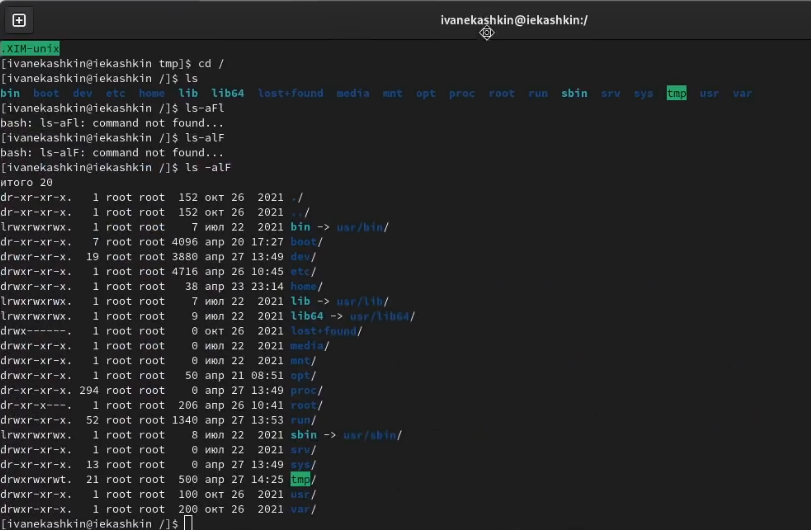 ivanekashkin@iekashkin:/
.XIM-unix
[ivanekashkin@iekashkin tmp]$ cd /
[ivanekashkin@iekashkin /]$ ls
bin boot dev etc home lib lib64 lost+found media mnt opt proc root run sbin srv sys tmp usr var
[ivanekashkin@iekashkin /]$ ls-aFl
bash: ls-aFl: command not found...
[ivanekashkin@iekashkin /]$ ls-alF
bash: ls-alF: command not found...
[ivanekashkin@iekashkin /]$ ls -alF
итого 20
dr-xr-xr-x. 1 root root 152 окт 26 2021 ./
dr-xr-xr-x. 1 root root 152 окт 26 2021 ../
lrwxrwxrwx. 1 root root 7 июл 22 2021 bin -> usr/bin/
dr-xr-xr-x. 7 root root 4096 апр 20 17:27 boot/
drwxr-xr-x. 19 root root 3880 апр 27 13:49 dev/
drwxr-xr-x. 1 root root 4716 апр 26 10:45 etc/
drwxr-xr-x. 1 root root 38 апр 23 23:14 home/
lrwxrwxrwx. 1 root root 7 июл 22 2021 lib -> usr/lib/
lrwxrwxrwx. 1 root root 9 июл 22 2021 lib64 -> usr/lib64/
drwx------. 1 root root 0 окт 26 2021 lost+found/
drwxr-xr-x. 1 root root 0 июл 22 2021 media/
drwxr-xr-x. 1 root root 0 июл 22 2021 mnt/
drwxr-xr-x. 1 root root 50 апр 21 08:51 opt/
dr-xr-xr-x. 294 root root 0 апр 27 13:49 proc/
dr-xr-x---. 1 root root 206 апр 26 10:41 root/
drwxr-xr-x. 52 root root 1340 апр 27 13:53 run/
lrwxrwxrwx. 1 root root 8 июл 22 2021 sbin -> usr/sbin/
drwxr-xr-x. 1 root root 0 июл 22 2021 srv/
dr-xr-xr-x. 13 root root 0 апр 27 13:49 sys/
drwxrwxrwt. 21 root root 500 апр 27 14:25 tmp/
drwxr-xr-x. 1 root root 100 окт 26 2021 usr/
drwxr-xr-x. 1 root root 200 окт 26 2021 var/
[ivanekashkin@iekashkin /]$